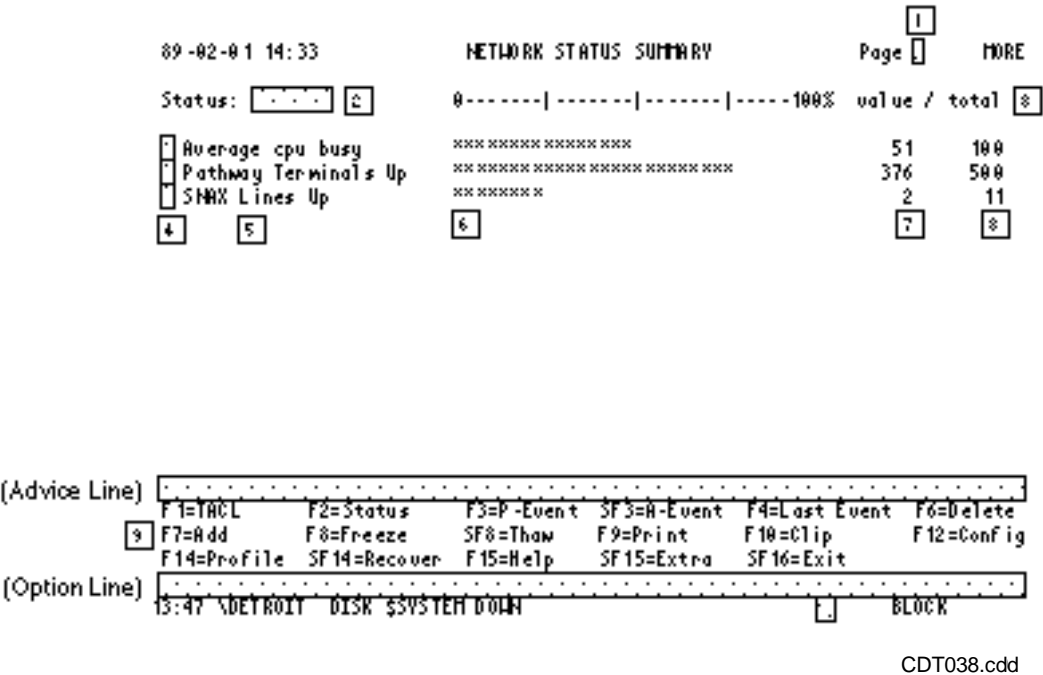 1
89-02-01 14:33 NETWORK STATUS SUMMARY Page MORE
Status: 2 0-------|-------|-------|-----100% value / total 8
Average cpu busy xxxxxxxxxxxxxxxx 51 100
Pathway Terminals Up xxxxxxxxxxxxxxxxxxxxxxxxx 376 500
SNAX Lines Up xxxxxxxx 2 11
4 5 6 7 8
(Advice Line)
F1=TACL F2=Status F3=P-Event SF3=A-Event F4=Last Event F6=Delete
9 F7=Add F8=Freeze SF8=Thaw F9=Print F10=Clip F12=Config
F14=Profile SF14=Recover F15=Help SF15=Extra SF16=Exit
(Option Line)
13:47 \DETROIT DISK $SYSTEM DOWN BLOCK
CDT038.cdd